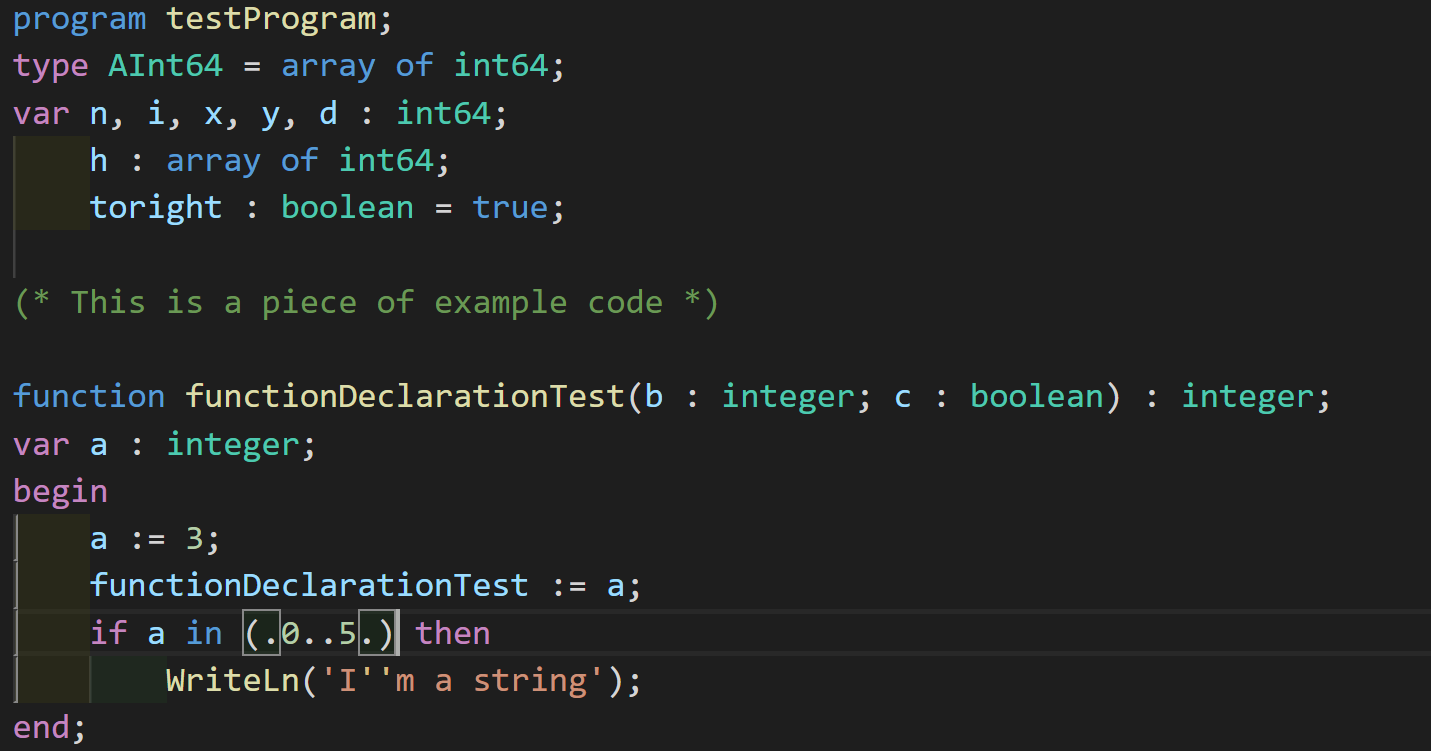 program testProgram;
type AInt64 = array of int64;
var n, i, x, y, d : int64;
    h : array of int64;
    toright : boolean = true;

(* This is a piece of example code *)

function functionDeclarationTest(b : integer; c : boolean) : integer;
var a : integer;
begin
    a := 3;
    functionDeclarationTest := a;
    if a in (.0..5.) then
        WriteLn('I''m a string');
end;